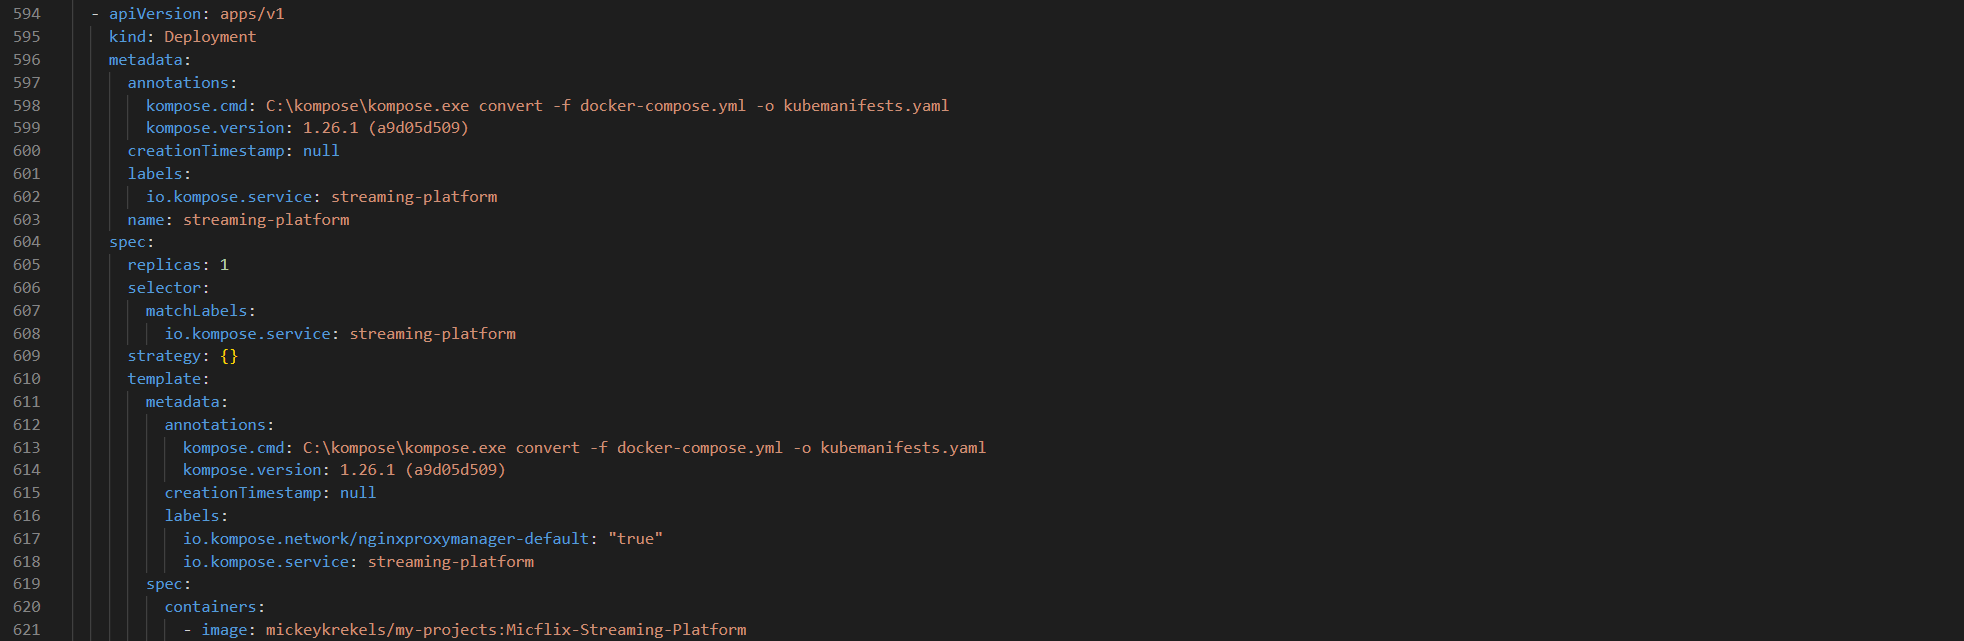 594 - apiVersion: apps/v1
595 kind: Deployment
596 metadata:
597 annotations:
598 kompose.cmd: C:\kompose\kompose.exe convert -f docker-compose.yml -o kubemanifests.yaml
599 kompose.version: 1.26.1 (a9d05d509)
600 creationTimestamp: null
601 labels:
602 io.kompose.service: streaming-platform
603 name: streaming-platform
604 spec:
605 replicas: 1
606 selector:
607 matchLabels:
608 io.kompose.service: streaming-platform
609 strategy: {}
610 template:
611 metadata:
612 annotations:
613 kompose.cmd: C:\kompose\kompose.exe convert -f docker-compose.yml -o kubemanifests.yaml
614 kompose.version: 1.26.1 (a9d05d509)
615 creationTimestamp: null
616 labels:
617 io.kompose.network/nginxproxymanager-default: "true"
618 io.kompose.service: streaming-platform
619 spec:
620 containers:
621 - image: mickeykrekels/my-projects:Micflix-Streaming-Platform